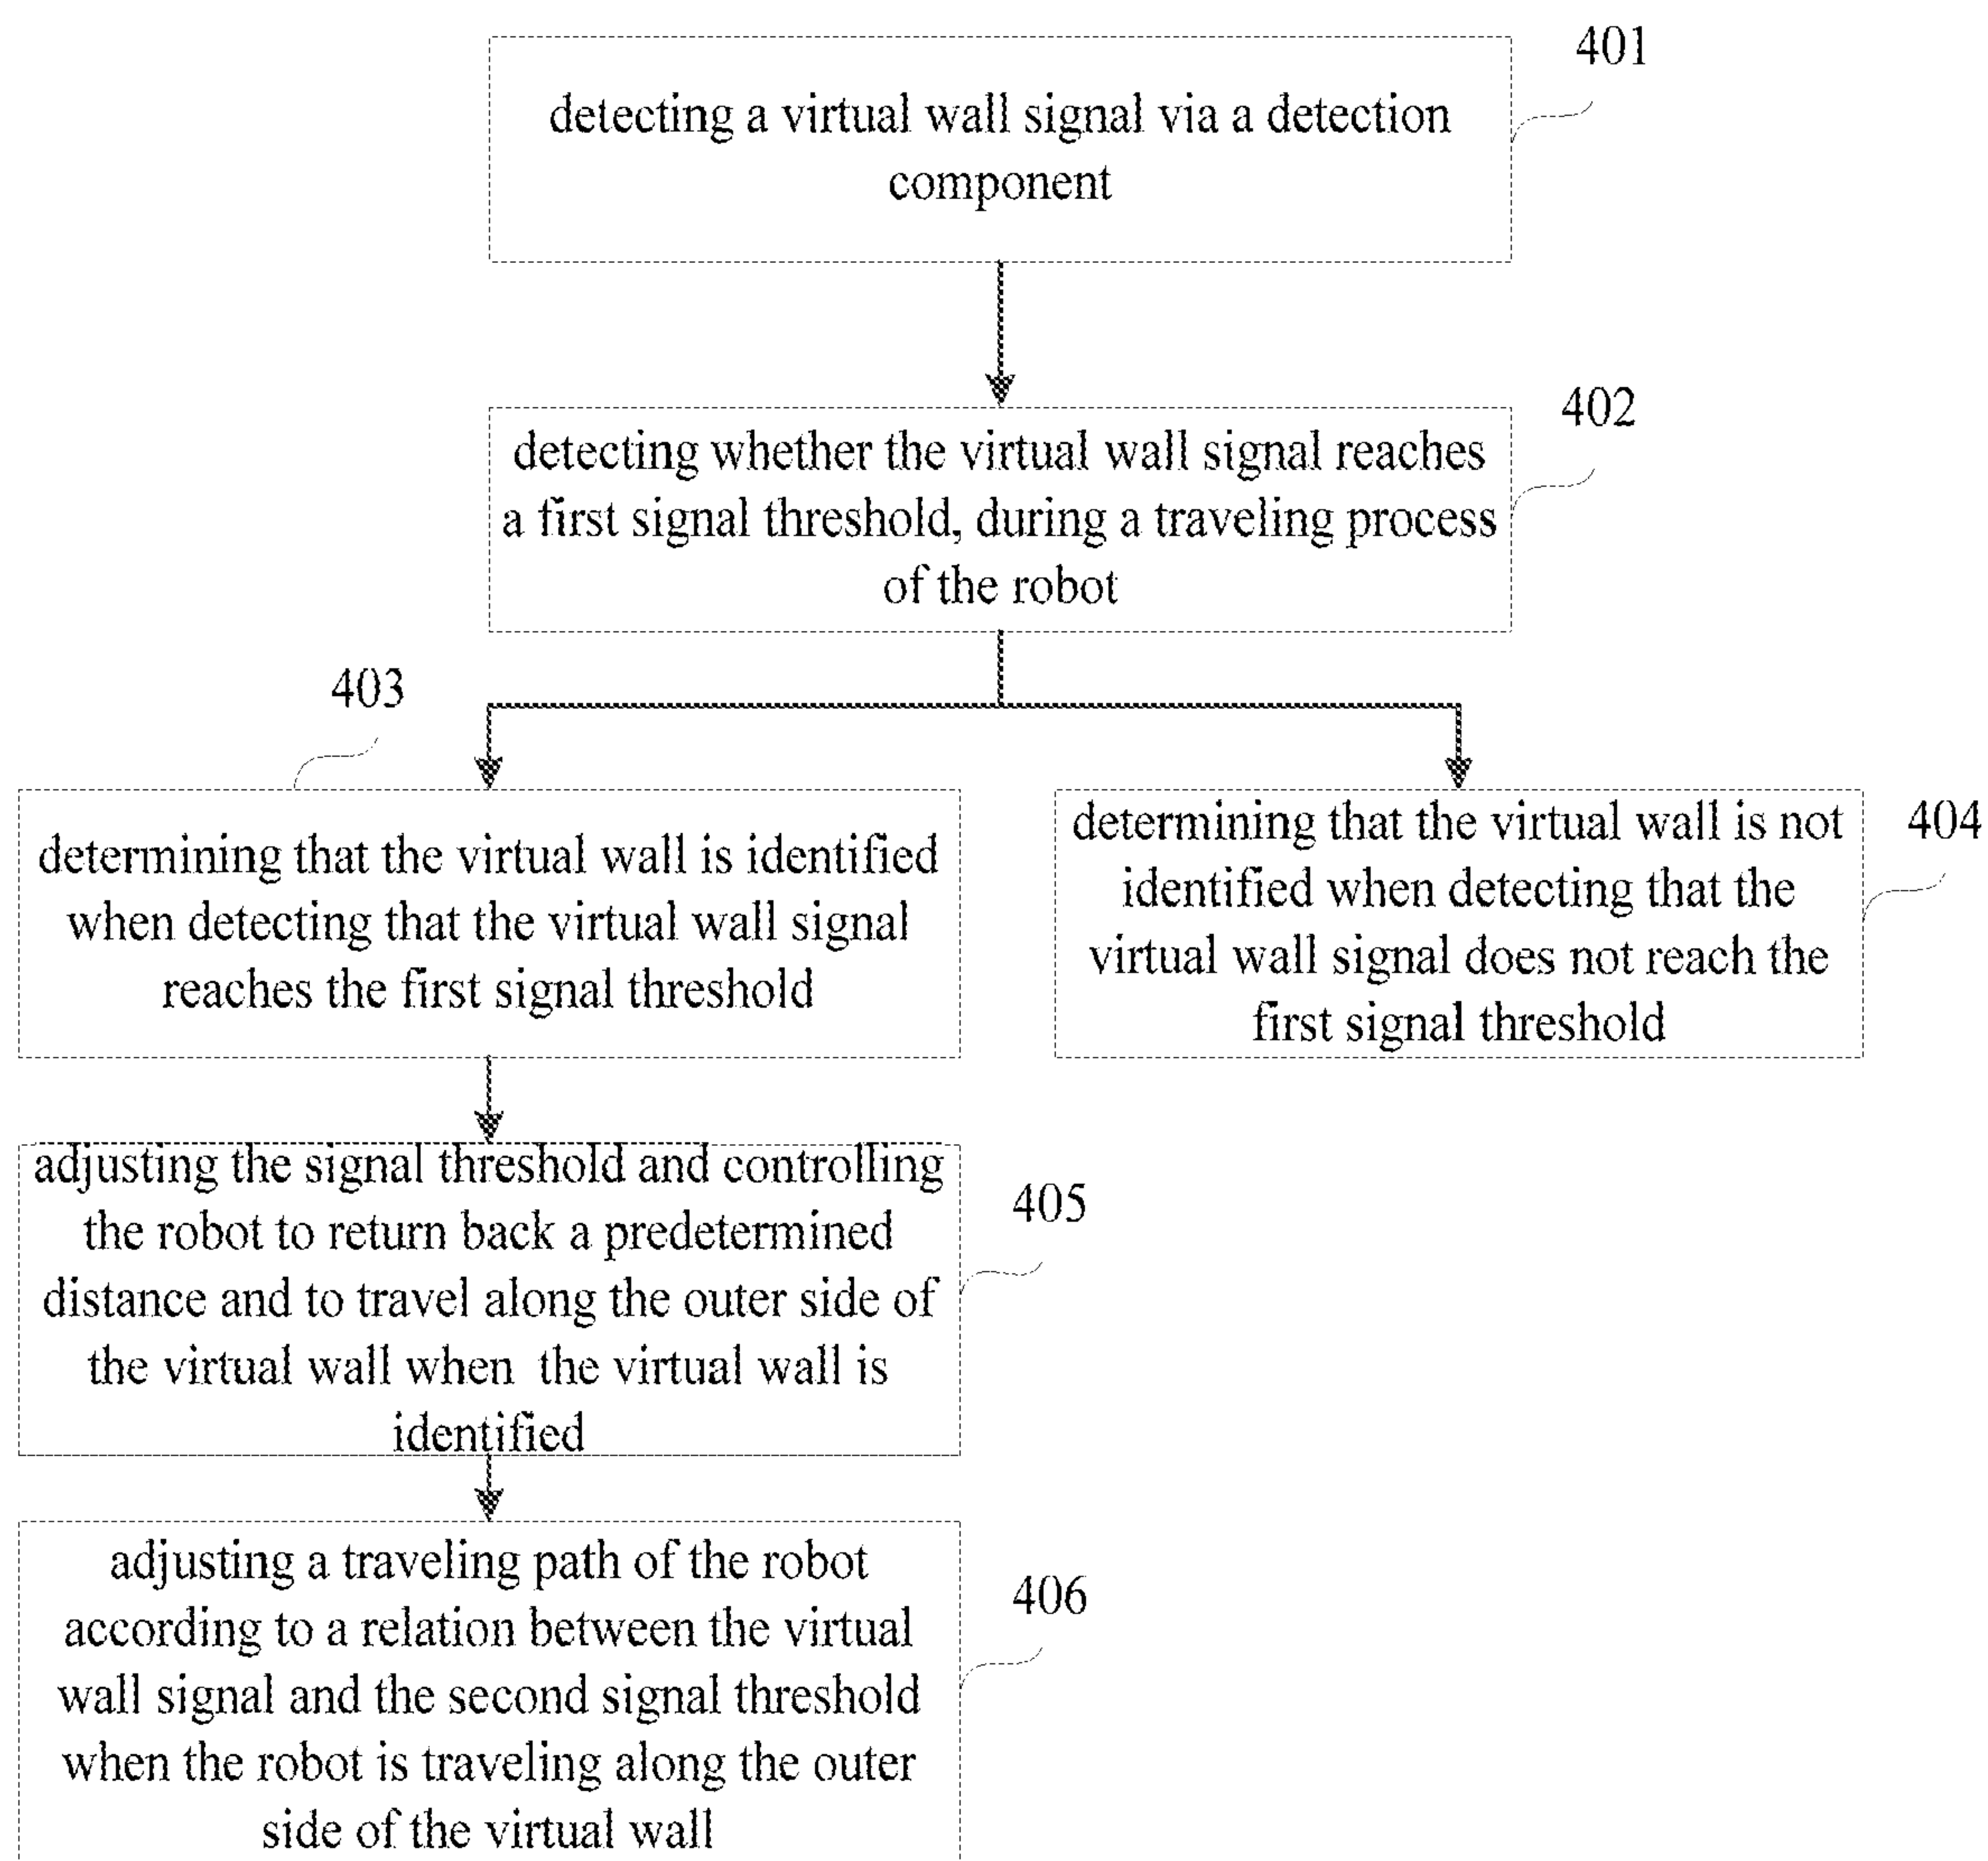 401
detecting a virtual wall signal via a detection
component
402
detecting whether the virtual wall signal reaches
a first signal threshold, during a traveling process
of the robot
403
determining that the virtual wall is identified
when detecting that the virtual wall signal
reaches the first signal threshold
determining that the virtual wall is not
identified when detecting that the
virtual wall signal does not reach the
first signal threshold
404
adjusting the signal threshold and controlling
the robot to return back a predetermined
distance and to travel along the outer side of
the virtual wall when the virtual wall is
identified
405
adjusting a traveling path of the robot
according to a relation between the virtual
wall signal and the second signal threshold
when the robot is traveling along the outer
side of the virtual wall
406